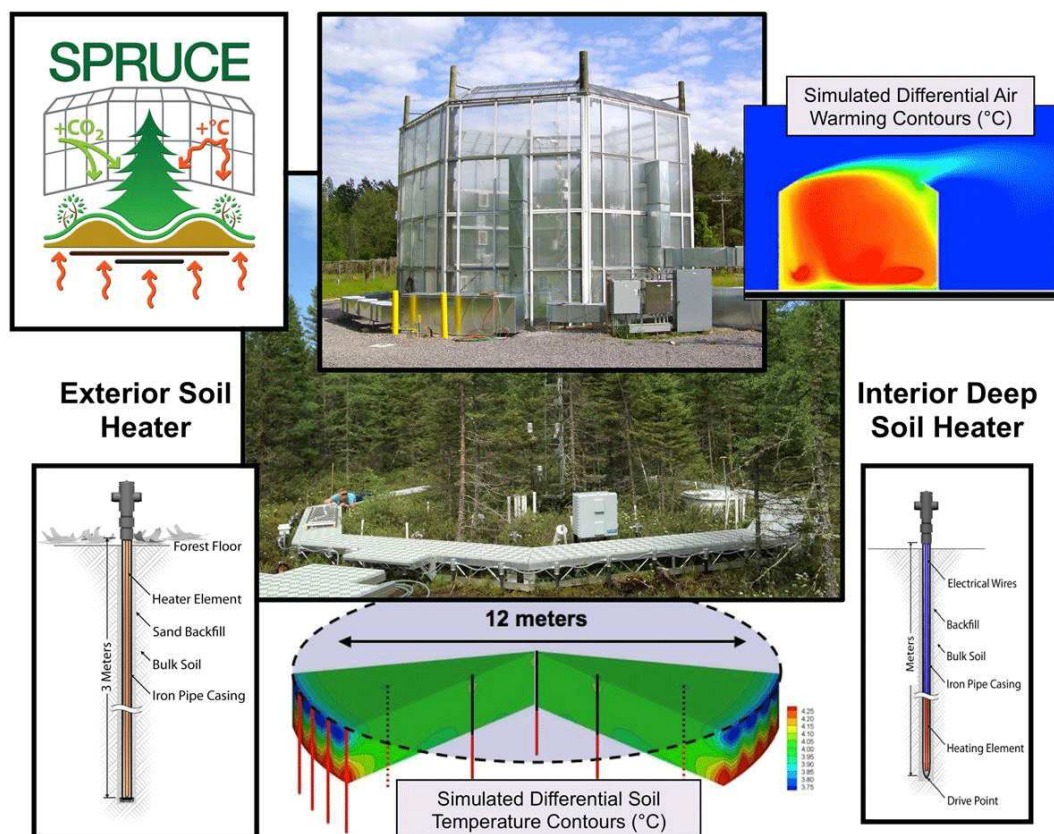 SPRUCE
+CO2
+°C
Simulated Differential Air
Warming Contours (°C)
Exterior Soil
Heater
Forest Floor
Heater Element
Sand Backfill
Bulk Soil
Iron Pipe Casing
3 Meters
12 meters
4.25
4.20
4.15
4.10
4.05
4.00
3.95
3.90
3.85
3.80
3.75
Simulated Differential Soil
Temperature Contours (°C)
Interior Deep
Soil Heater
Electrical Wires
Backfill
Bulk Soil
Iron Pipe Casing
Meters
Heating Element
Drive Point